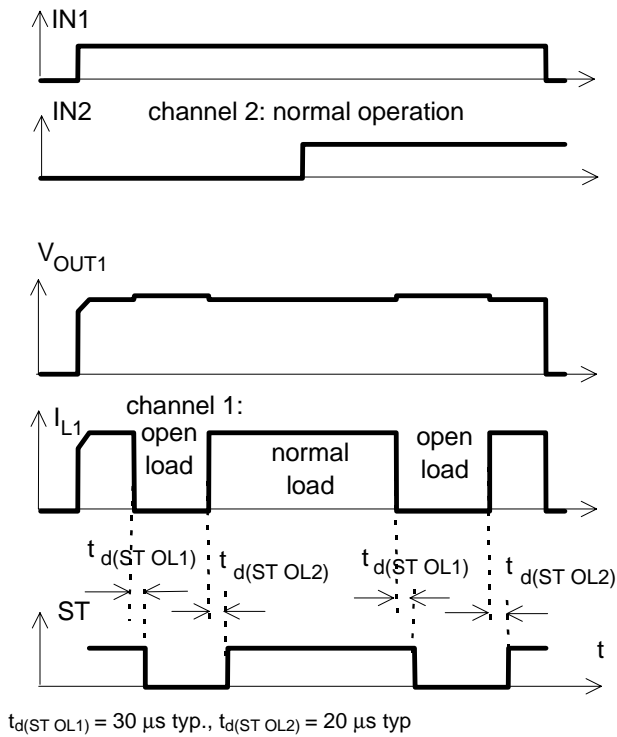 IN1
IN2 channel 2: normal operation
VOUT1
channel 1:
IL1
open
load
normal
load
open
load
t d(ST OL1)
t d(ST OL2)
t d(ST OL1)
t d(ST OL2)
ST
t
td(ST OL1) = 30 μs typ., td(ST OL2) = 20 μs typ